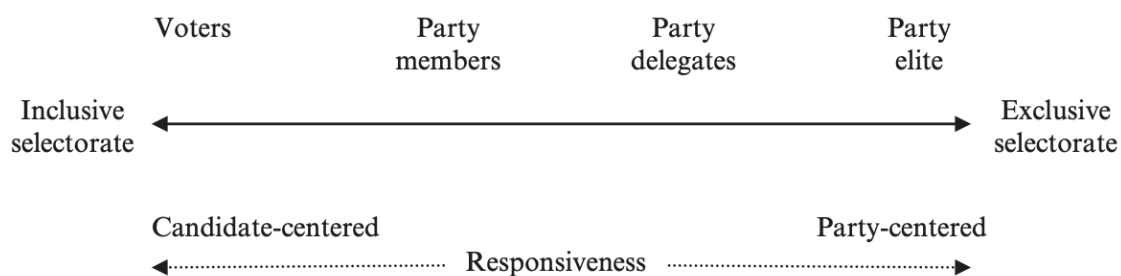 Voters
Party
members
Party
delegates
Party
elite
Inclusive
selectorate
Exclusive
selectorate
Candidate-centered
Party-centered
Responsiveness